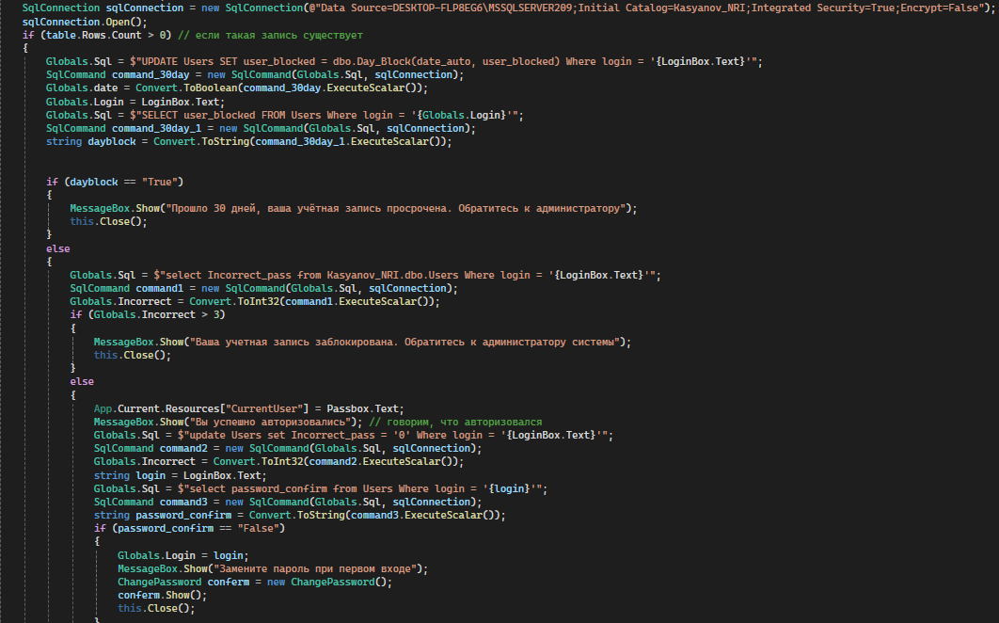 SqlConnection sqlConnection = new SqlConnection(@"Data Source=DESKTOP-FLP8EG6\MSSQLSERVER209;Initial Catalog=Kasyanov_NRI;Integrated Security=True;Encrypt=False");
sqlConnection.Open();
if (table.Rows.Count > 0) // если такая запись существует
{
Globals.Sql = $"UPDATE Users SET user_blocked = dbo.Day_Block(date_auto, user_blocked) Where login = '{LoginBox.Text}'";
SqlCommand command_30day = new SqlCommand(Globals.Sql, sqlConnection);
Globals.date = Convert.ToBoolean(command_30day.ExecuteScalar());
Globals.Login = LoginBox.Text;
Globals.Sql = $"SELECT user_blocked FROM Users Where login = '{Globals.Login}'";
SqlCommand command_30day_1 = new SqlCommand(Globals.Sql, sqlConnection);
string dayblock = Convert.ToString(command_30day_1.ExecuteScalar());
if (dayblock == "True")
{
MessageBox.Show("Прошло 30 дней, ваша учётная запись просрочена. Обратитесь к администратору");
this.Close();
}
else
{
Globals.Sql = $"select Incorrect_pass from Kasyanov_NRI.dbo.Users Where login = '{LoginBox.Text}'";
SqlCommand command1 = new SqlCommand(Globals.Sql, sqlConnection);
Globals.Incorrect = Convert.ToInt32(command1.ExecuteScalar());
if (Globals.Incorrect > 3)
{
MessageBox.Show("Ваша учетная запись заблокирована. Обратитесь к администратору системы");
this.Close();
}
else
{
App.Current.Resources["CurrentUser"] = Passbox.Text;
MessageBox.Show("Вы успешно авторизовались"); // говорим, что авторизовался
Globals.Sql = $"update Users set Incorrect_pass = '0' Where login = '{LoginBox.Text}'";
SqlCommand command2 = new SqlCommand(Globals.Sql, sqlConnection);
Globals.Incorrect = Convert.ToInt32(command2.ExecuteScalar());
string login = LoginBox.Text;
Globals.Sql = $"select password_confirm from Users Where login = '{login}'";
SqlCommand command3 = new SqlCommand(Globals.Sql, sqlConnection);
string password_confirm = Convert.ToString(command3.ExecuteScalar());
if (password_confirm == "False")
{
Globals.Login = login;
MessageBox.Show("Замените пароль при первом входе");
ChangePassword conferm = new ChangePassword();
conferm.Show();
this.Close();
}